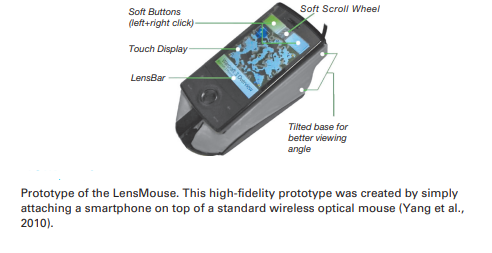 Soft Buttons
(left+right click)
Soft Scroll Wheel
Touch Display
LensBar
Tilted base for
better viewing
angle
Prototype of the LensMouse. This high-fidelity prototype was created by simply
attaching a smartphone on top of a standard wireless optical mouse (Yang et al.,
2010).